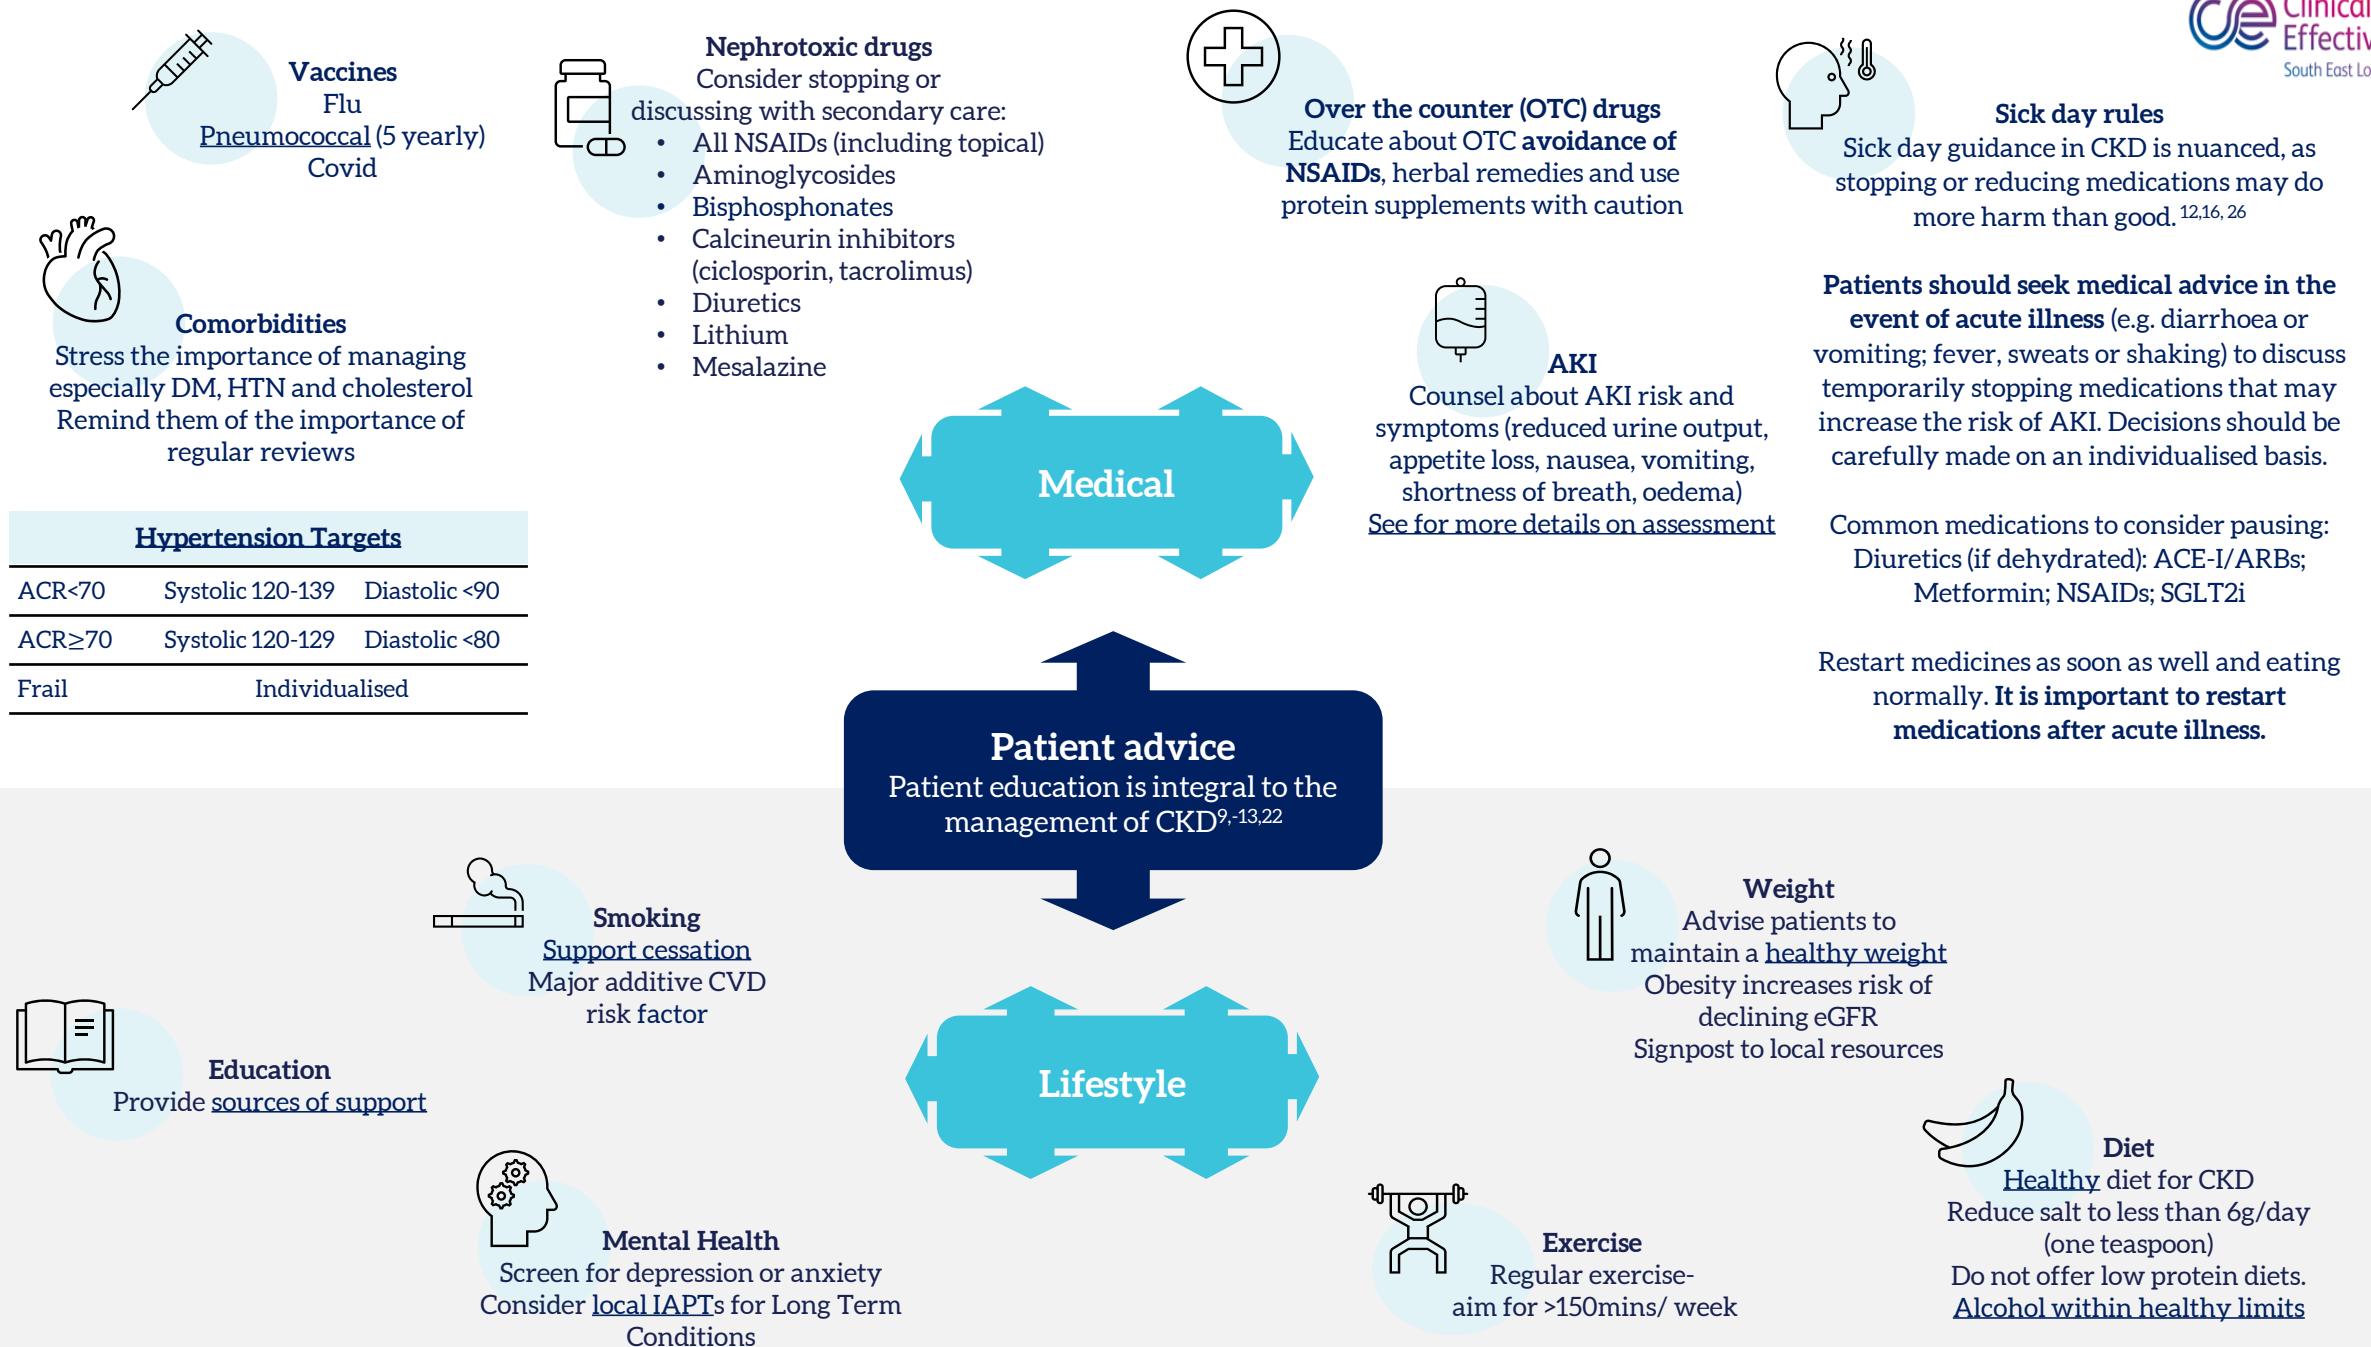 Clinical
Effectiv
South East Lo
Vaccines
Flu
Pneumococcal (5 yearly)
Covid
Nephrotoxic drugs
Consider stopping or
discussing with secondary care:
• All NSAIDs (including topical)
• Aminoglycosides
• Bisphosphonates
• Calcineurin inhibitors
(ciclosporin, tacrolimus)
• Diuretics
• Lithium
• Mesalazine
Over the counter (OTC) drugs
Educate about OTC avoidance of
NSAIDs, herbal remedies and use
protein supplements with caution
Sick day rules
Sick day guidance in CKD is nuanced, as
stopping or reducing medications may do
more harm than good. 12,16, 26
Patients should seek medical advice in the
event of acute illness (e.g. diarrhoea or
vomiting; fever, sweats or shaking) to discuss
temporarily stopping medications that may
increase the risk of AKI. Decisions should be
carefully made on an individualised basis.
Common medications to consider pausing:
Diuretics (if dehydrated): ACE-I/ARBs;
Metformin; NSAIDs; SGLT2i
Restart medicines as soon as well and eating
normally. It is important to restart
medications after acute illness.
Comorbidities
Stress the importance of managing
especially DM, HTN and cholesterol
Remind them of the importance of
regular reviews
AKI
Counsel about AKI risk and
symptoms (reduced urine output,
appetite loss, nausea, vomiting,
shortness of breath, oedema)
See for more details on assessment
Medical
Hypertension Targets
ACR<70 Systolic 120-139 Diastolic <90
ACR≥70 Systolic 120-129 Diastolic <80
Frail Individualised
Patient advice
Patient education is integral to the
management of CKD9,-13,22
Smoking
Support cessation
Major additive CVD
risk factor
Weight
Advise patients to
maintain a healthy weight
Obesity increases risk of
declining eGFR
Signpost to local resources
Education
Provide sources of support
Lifestyle
Diet
Healthy diet for CKD
Reduce salt to less than 6g/day
(one teaspoon)
Do not offer low protein diets.
Alcohol within healthy limits
Mental Health
Screen for depression or anxiety
Consider local IAPTs for Long Term
Conditions
Exercise
Regular exercise-
aim for >150mins/ week